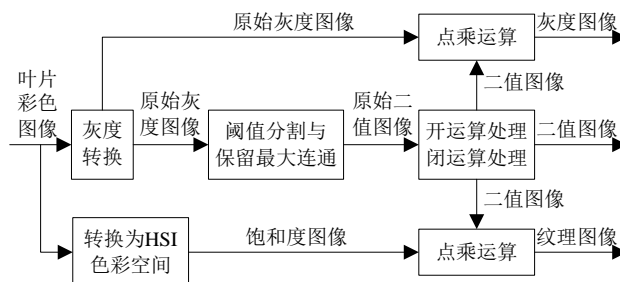 原始灰度图像
点乘运算
灰度图像
叶片
彩色
图像
灰度
转换
原始灰
度图像
阈值分割与
保留最大连通
原始二
值图像
二值图像
开运算处理
闭运算处理
二值图像
二值图像
转换为HSI
色彩空间
饱和度图像
点乘运算
纹理图像